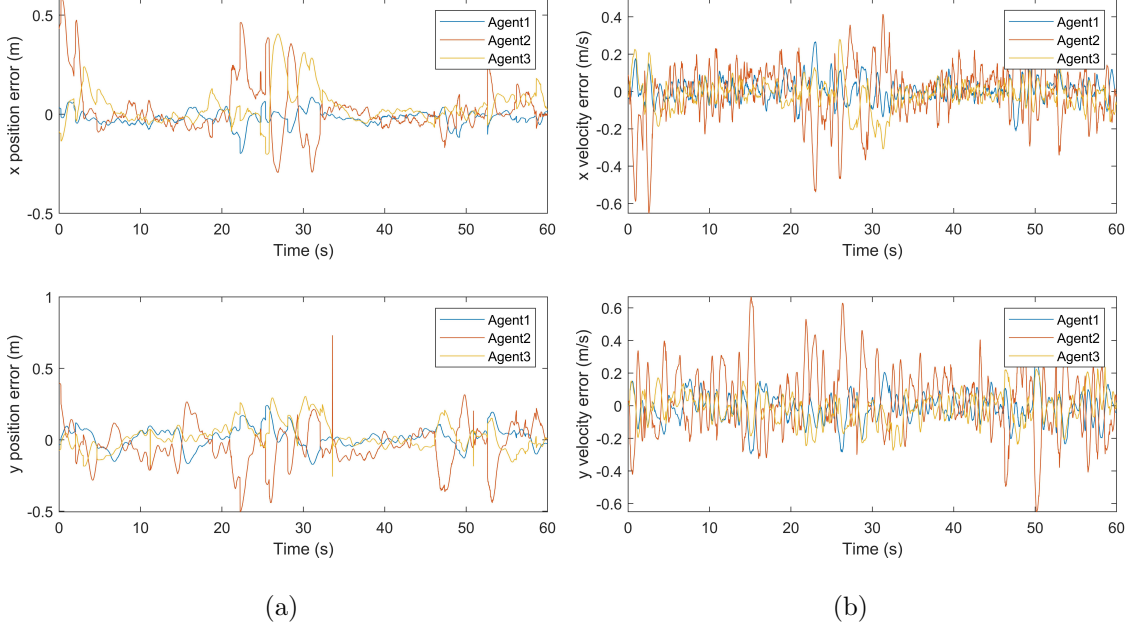 0.5
0
-0.5
x position error (m)
0 10 20 30 40 50 60
Time (s)
Agent1
Agent2
Agent3
0.4
0.2
0
-0.2
-0.4
-0.6
x velocity error (m/s)
0 10 20 30 40 50 60
Time (s)
Agent1
Agent2
Agent3
1
0.5
0
-0.5
y position error (m)
0 10 20 30 40 50 60
Time (s)
Agent1
Agent2
Agent3
0.6
0.4
0.2
0
-0.2
-0.4
-0.6
y velocity error (m/s)
0 10 20 30 40 50 60
Time (s)
Agent1
Agent2
Agent3
(a)
(b)